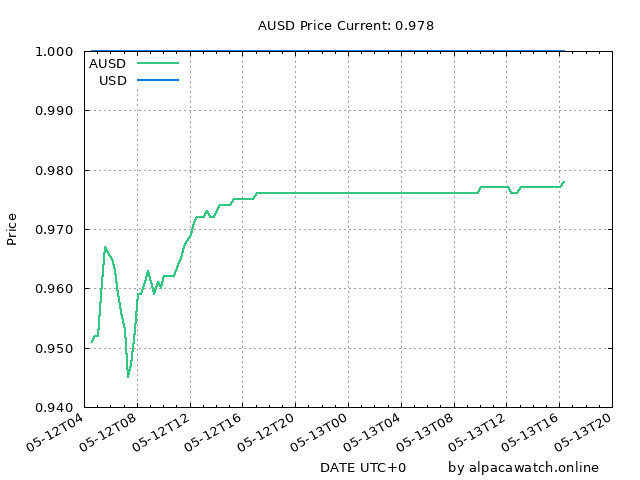 AUSD Price Current: 0.978
1.000
AUSD
USD
0.990
0.980
0.970
Price
0.960
0.950
0.940
05-12T04 05-12T08 05-12T12 05-12T16 05-12T20 05-13T00 05-13T04 05-13T08 05-13T12 05-13T16 05-13T20
DATE UTC+0 by alpacawatch.online